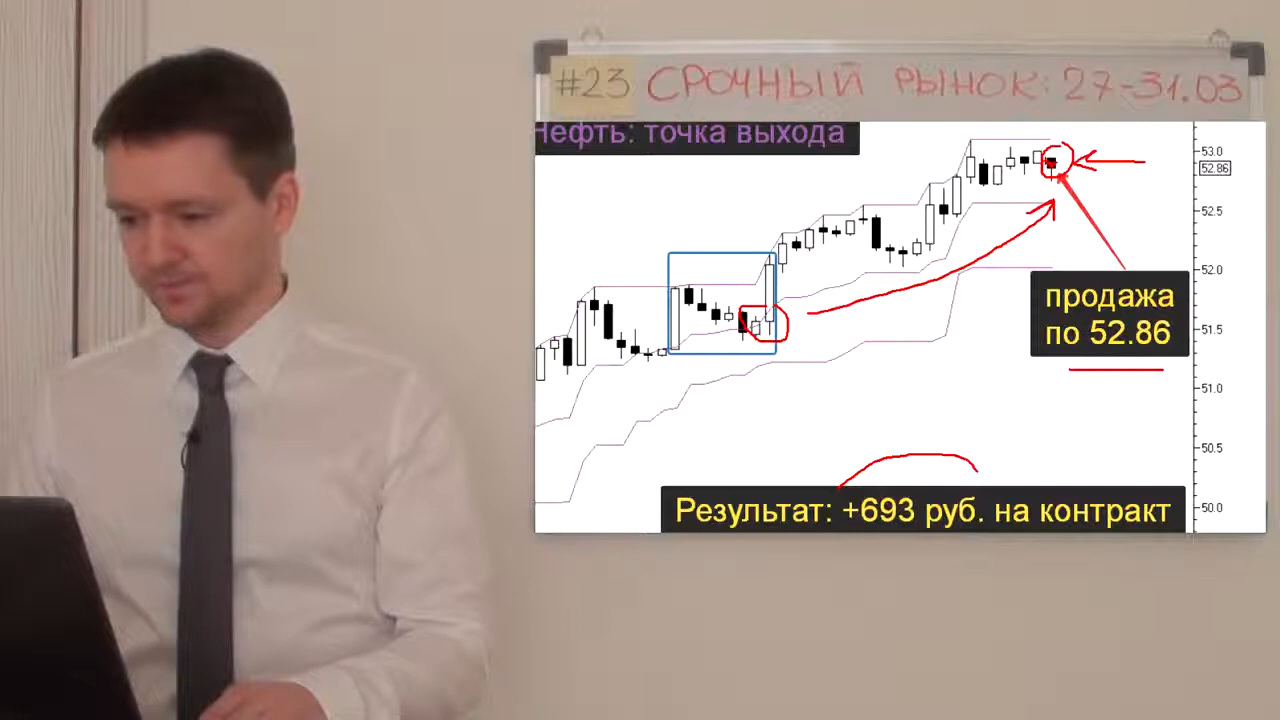 #23 СРОЧНЫЙ РЫНОК: 27-31.03
Нефть: точка выхода
53.0
52.86
52.5
52.0
продажа
по 52.86
51.5
51.0
50.5
Результат: +693 руб. на контракт
50.0